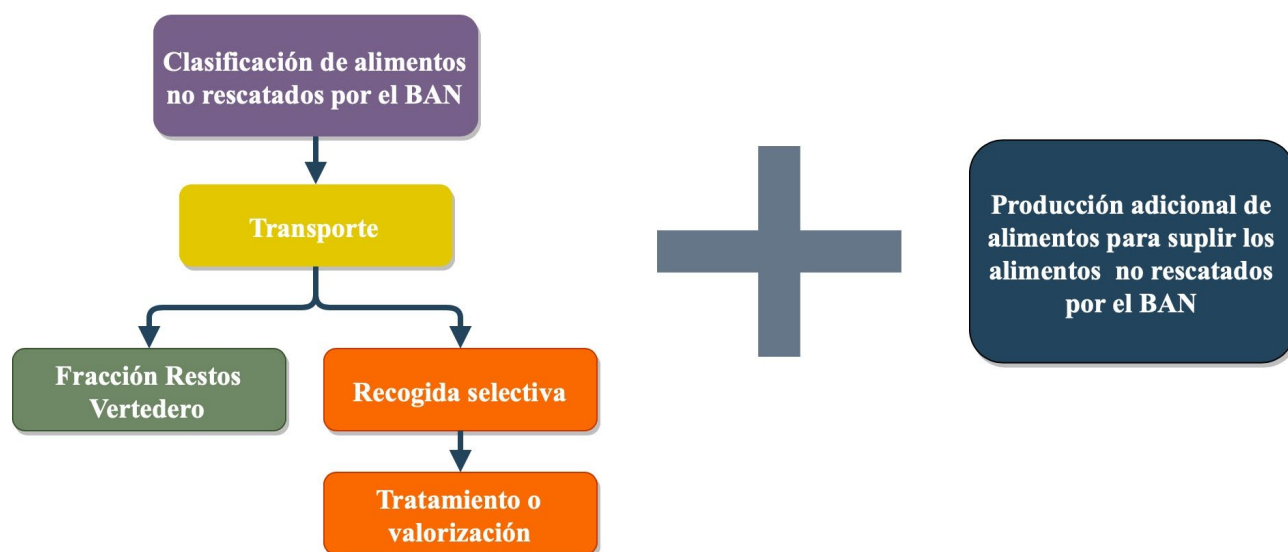 Clasificación de alimentos
no rescatados por el BAN
Transporte
Fracción Restos
Vertedero
Recogida selectiva
Tratamiento o
valorización
Producción adicional de
alimentos para suplir los
alimentos no rescatados
por el BAN